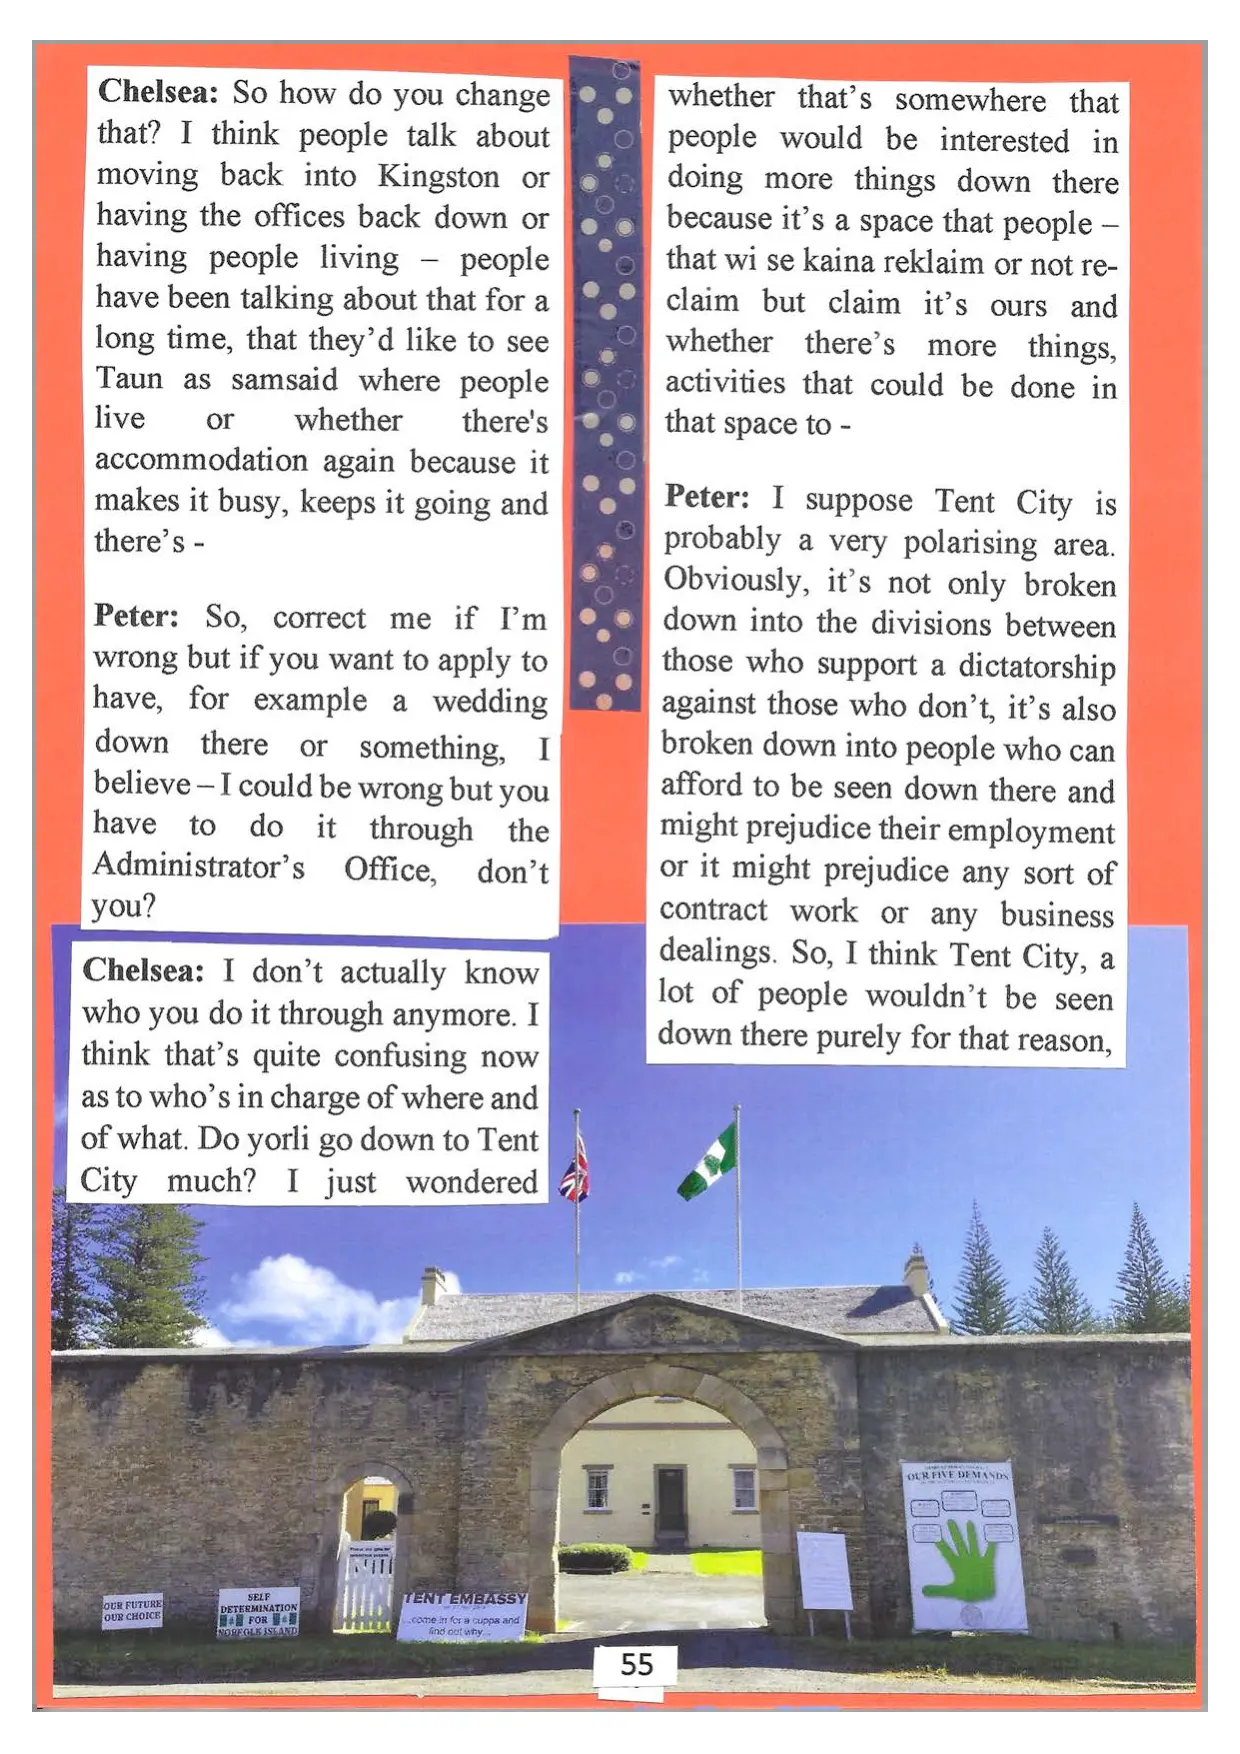 Chelsea: So how do you change
that? I think people talk about
moving back into Kingston or
having the offices back down or
having people living – people
have been talking about that for a
long time, that they'd like to see
Taun as samsaid where people
live or whether there's
accommodation again because it
makes it busy, keeps it going and
there's -
Peter: So, correct me if I'm
wrong but if you want to apply to
have, for example a wedding
down there or something, I
believe – I could be wrong but you
have to do it through the
Administrator's Office, don't
you?
Chelsea: I don't actually know
who you do it through anymore. I
think that's quite confusing now
as to who's in charge of where and
of what. Do yorli go down to Tent
City much? I just wondered
whether that's somewhere that
people would be interested in
doing more things down there
because it's a space that people –
that wi se kaina reklaim or not re-
claim but claim it's ours and
whether there's more things,
activities that could be done in
that space to -
Peter: I suppose Tent City is
probably a very polarising area.
Obviously, it's not only broken
down into the divisions between
those who support a dictatorship
against those who don't, it's also
broken down into people who can
afford to be seen down there and
might prejudice their employment
or it might prejudice any sort of
contract work or any business
dealings. So, I think Tent City, a
lot of people wouldn't be seen
down there purely for that reason,
OUR FUTURE
OUR CHOICE
SELF
DETERMINATION
FOR
NORFOLK ISLAND
TENT EMBASSY
...come in for a cuppa and
find out why...
OUR FIVE DEMANDS
55